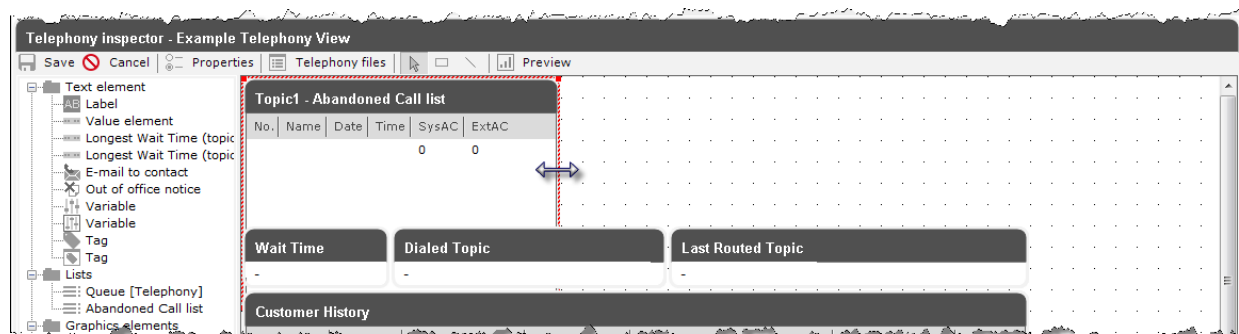 Telephony inspector - Example Telephony View
Save Cancel Properties Telephony files Preview
Text element
AB Label
Value element
Longest Wait Time (topic
Longest Wait Time (topic
E-mail to contact
Out of office notice
Variable
Variable
Tag
Tag
Lists
Queue [Telephony]
Abandoned Call list
Graphics elements
Topic1 - Abandoned Call list
No. Name Date Time SysAC ExtAC
0 0
Wait Time Dialed Topic Last Routed Topic
- - -
Customer History